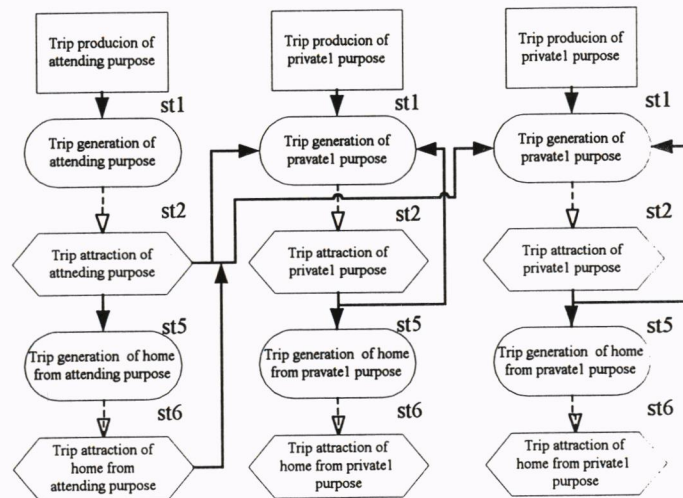 Trip producion of
attending purpose
st1
Trip generation of
attending purpose
st2
Trip attraction of
attneding purpose
st5
Trip generation of home
from attending purpose
st6
Trip attraction of
home from
attending purpose
Trip producion of
private1 purpose
st1
Trip generation of
pravate1 purpose
st2
Trip attraction of
private1 purpose
st5
Trip generation of home
from pravate1 purpose
st6
Trip attraction of
home from private1
purpose
Trip producion of
private1 purpose
st1
Trip generation of
pravate1 purpose
st2
Trip attraction of
private1 purpose
st5
Trip generation of home
from pravate1 purpose
st6
Trip attraction of
home from private1
purpose